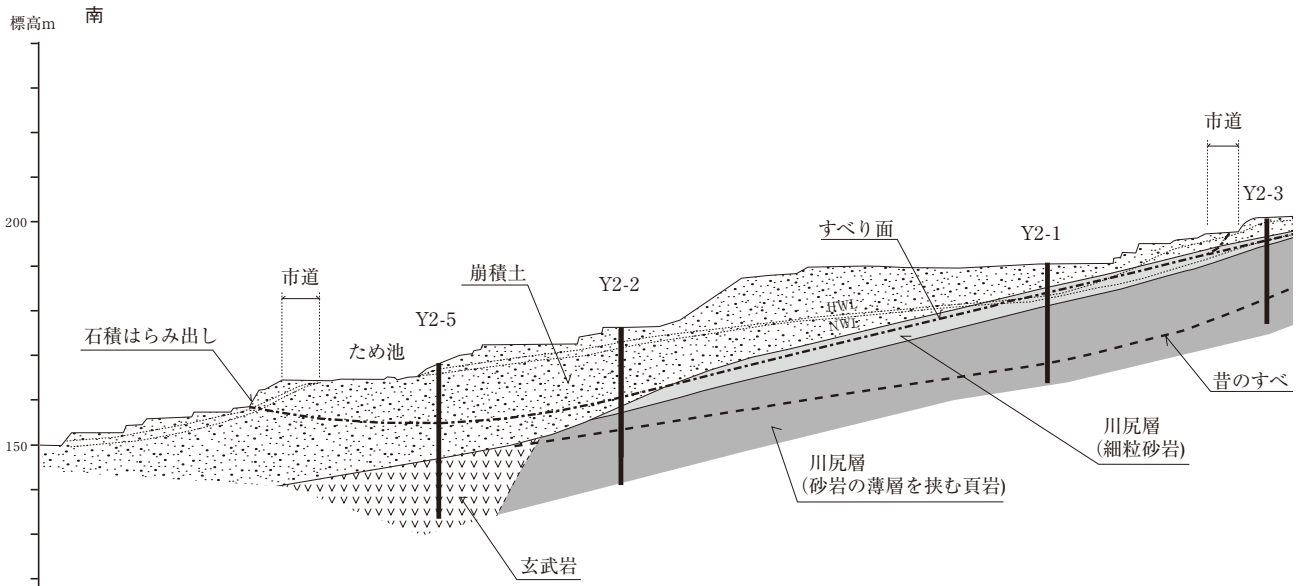 南
標高m
市道
Y2-3
200
すべり面
Y2-1
崩積土
Y2-2
市道
Y2-5
HWL
NWL
石積はらみ出し
ため池
昔のすべ
150
川尻層
(細粒砂岩)
川尻層
(砂岩の薄層を挟む頁岩)
玄武岩